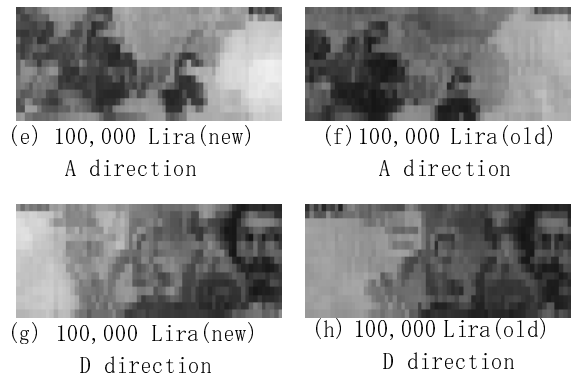 (e) 100,000 Lira(new)
A direction
(f) 100,000 Lira(old)
A direction
(g) 100,000 Lira(new)
D direction
(h) 100,000 Lira(old)
D direction